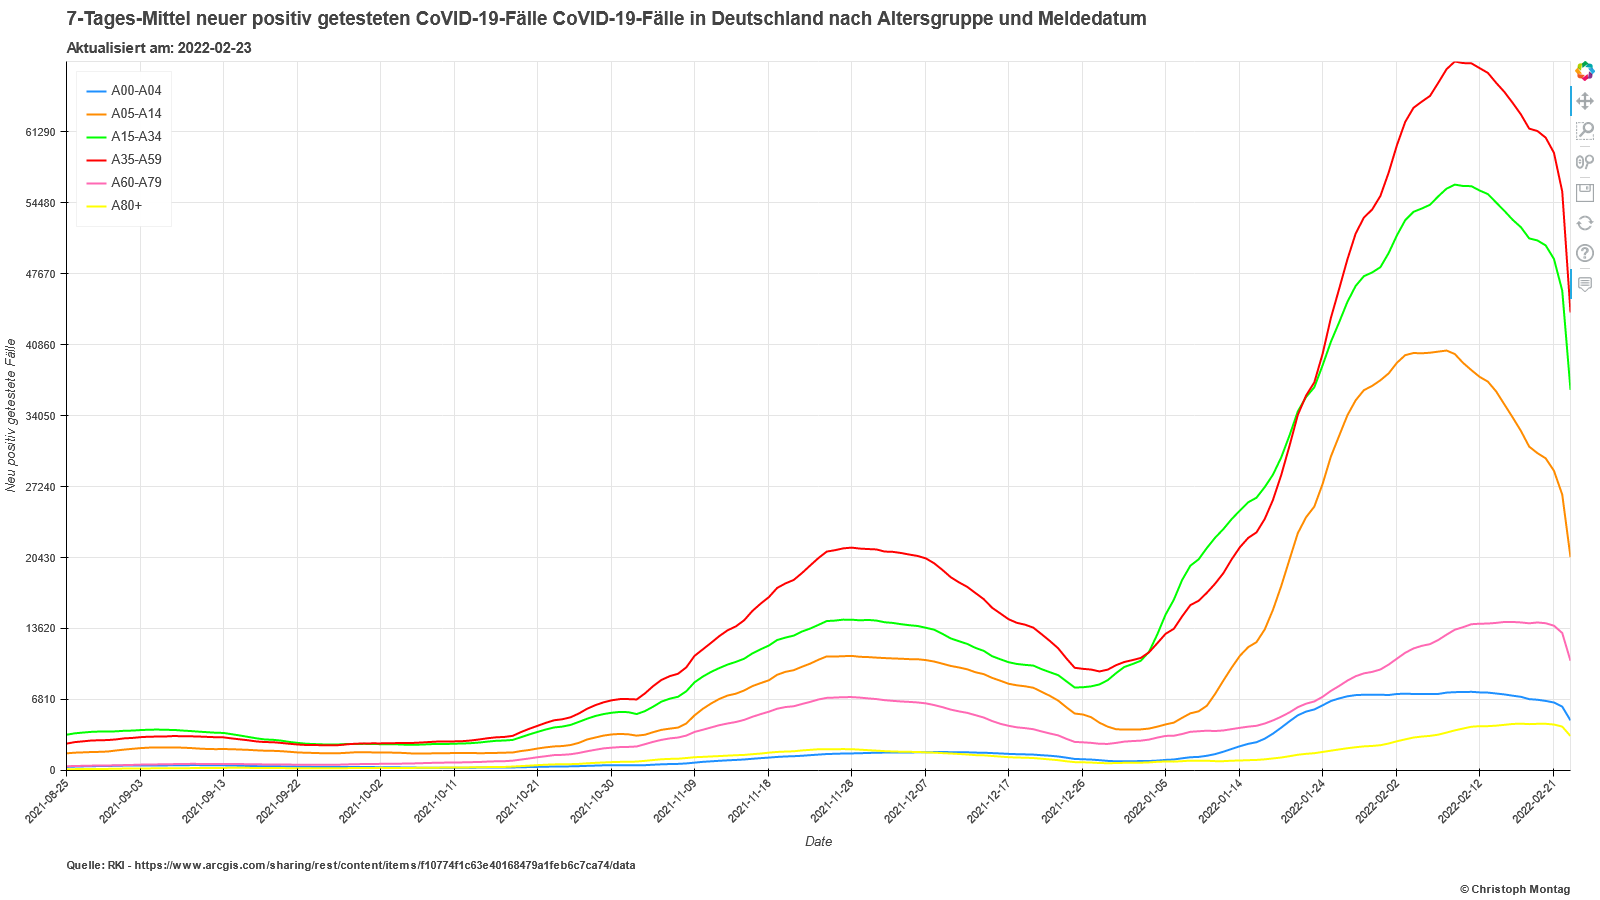 7-Tages-Mittel neuer positiv getesteten CoVID-19-Fälle CoVID-19-Fälle in Deutschland nach Altersgruppe und Meldedatum
Aktualisiert am: 2022-02-23
A00-A04
A05-A14
A15-A34
A35-A59
A60-A79
A80+
61290
54480
47670
40860
34050
27240
20430
13620
6810
0
Neu positiv getestete Fälle
2021-08-25
2021-09-03
2021-09-13
2021-09-22
2021-10-02
2021-10-11
2021-10-21
2021-10-30
2021-11-09
2021-11-18
2021-11-28
2021-12-07
2021-12-17
2021-12-26
2022-01-05
2022-01-14
2022-01-24
2022-02-02
2022-02-12
2022-02-21
Date
Quelle: RKI - https://www.arcgis.com/sharing/rest/content/items/f10774f1c63e40168479a1feb6c7ca74/data
© Christoph Montag